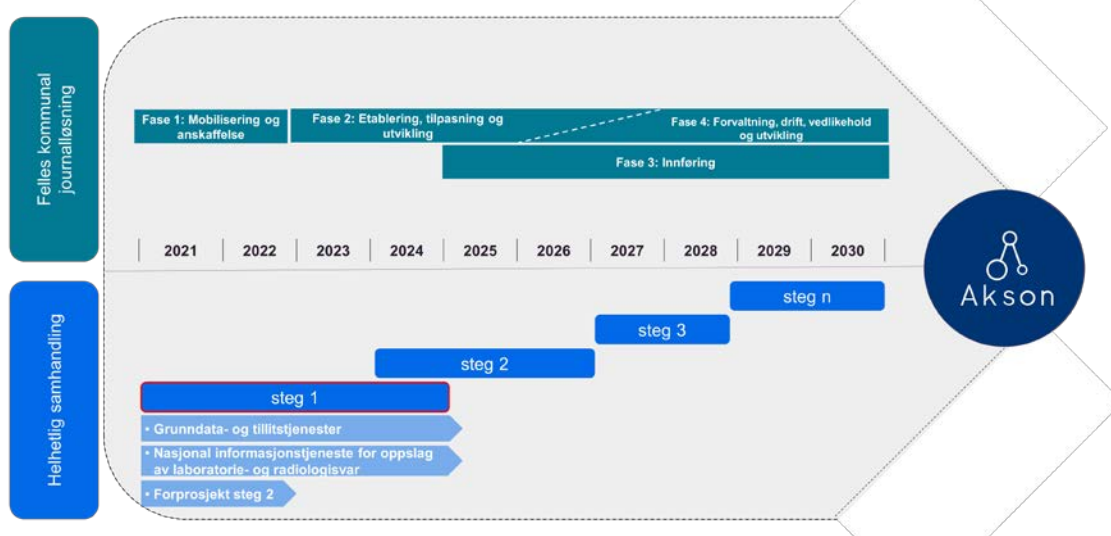 Felles kommunal
journalløsning
Fase 1: Mobilisering og
anskaffelse
Fase 2: Etablering, tilpasning og
utvikling
Fase 4: Forvaltning, drift, vedlikehold
og utvikling
Fase 3: Innføring
2021
2022
2023
2024
2025
2026
2027
2028
2029
2030
Akson
Helhetlig samhandling
steg n
steg 3
steg 2
steg 1
• Grunndata- og tillitstjenester
• Nasjonal informasjonstjeneste for oppslag
av laboratorie- og radiologisvar
• Forprosjekt steg 2